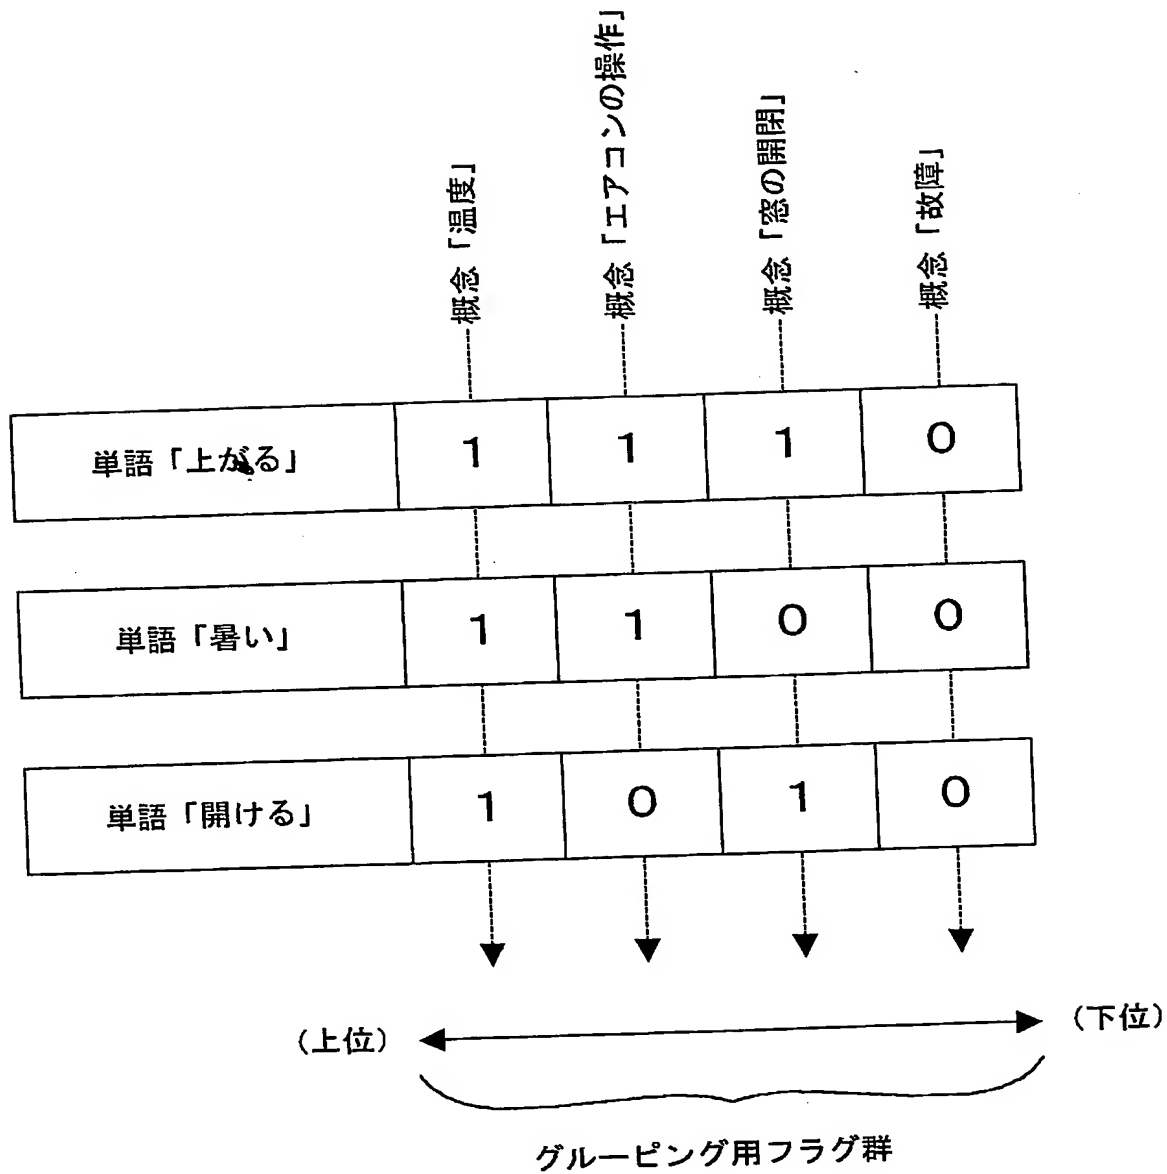 概念「温度」
概念「エアコンの操作」
概念「窓の開閉」
概念「故障」
単語「上がる」 1 1 1 0
単語「暑い」 1 1 0 0
単語「開ける」 1 0 1 0
(上位) (下位)
グルーピング用フラグ群